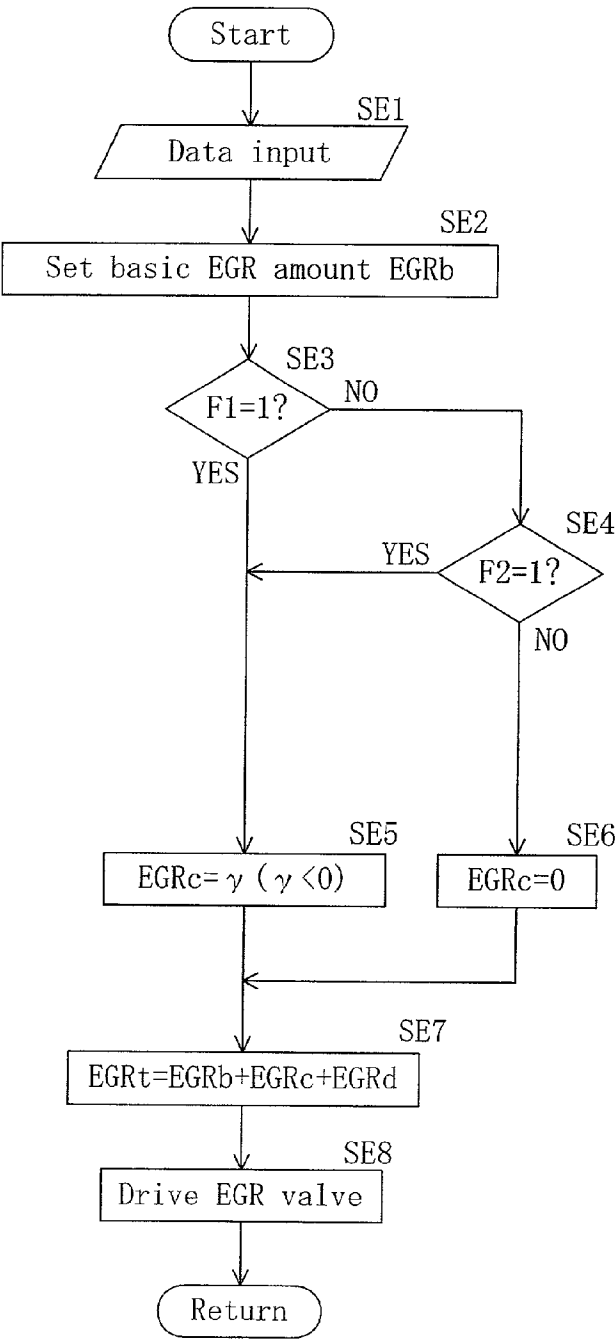 Start
SE1
Data input
SE2
Set basic EGR amount EGRb
SE3
F1=1?
NO
YES
SE4
YES
F2=1?
NO
SE5
SE6
EGRc=γ (γ<0)
EGRc=0
SE7
EGRt=EGRb+EGRc+EGRd
SE8
Drive EGR valve
Return